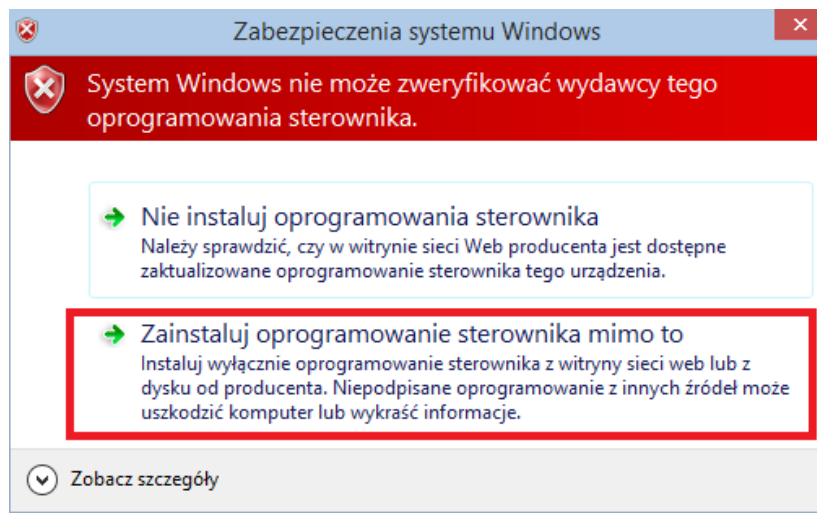 Zabezpieczenia systemu Windows
System Windows nie może zweryfikować wydawcy tego
oprogramowania sterownika.
Nie instaluj oprogramowania sterownika
Należy sprawdzić, czy w witrynie sieci Web producenta jest dostępne
zaktualizowane oprogramowanie sterownika tego urządzenia.
Zainstaluj oprogramowanie sterownika mimo to
Instaluj wyłącznie oprogramowanie sterownika z witryny sieci web lub z
dysku od producenta. Niepodpisane oprogramowanie z innych źródeł może
uszkodzić komputer lub wykraść informacje.
Zobacz szczegóły